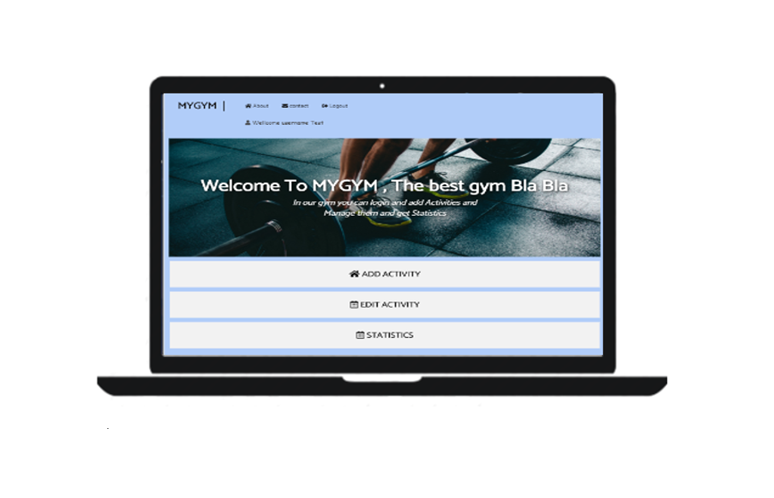 MYGYM |
About contact Logout
Wellcome username Test
Welcome To MYGYM , The best gym Bla Bla
In our gym you can login and add Activities and
Manage them and get Statistics
ADD ACTIVITY
EDIT ACTIVITY
STATISTICS